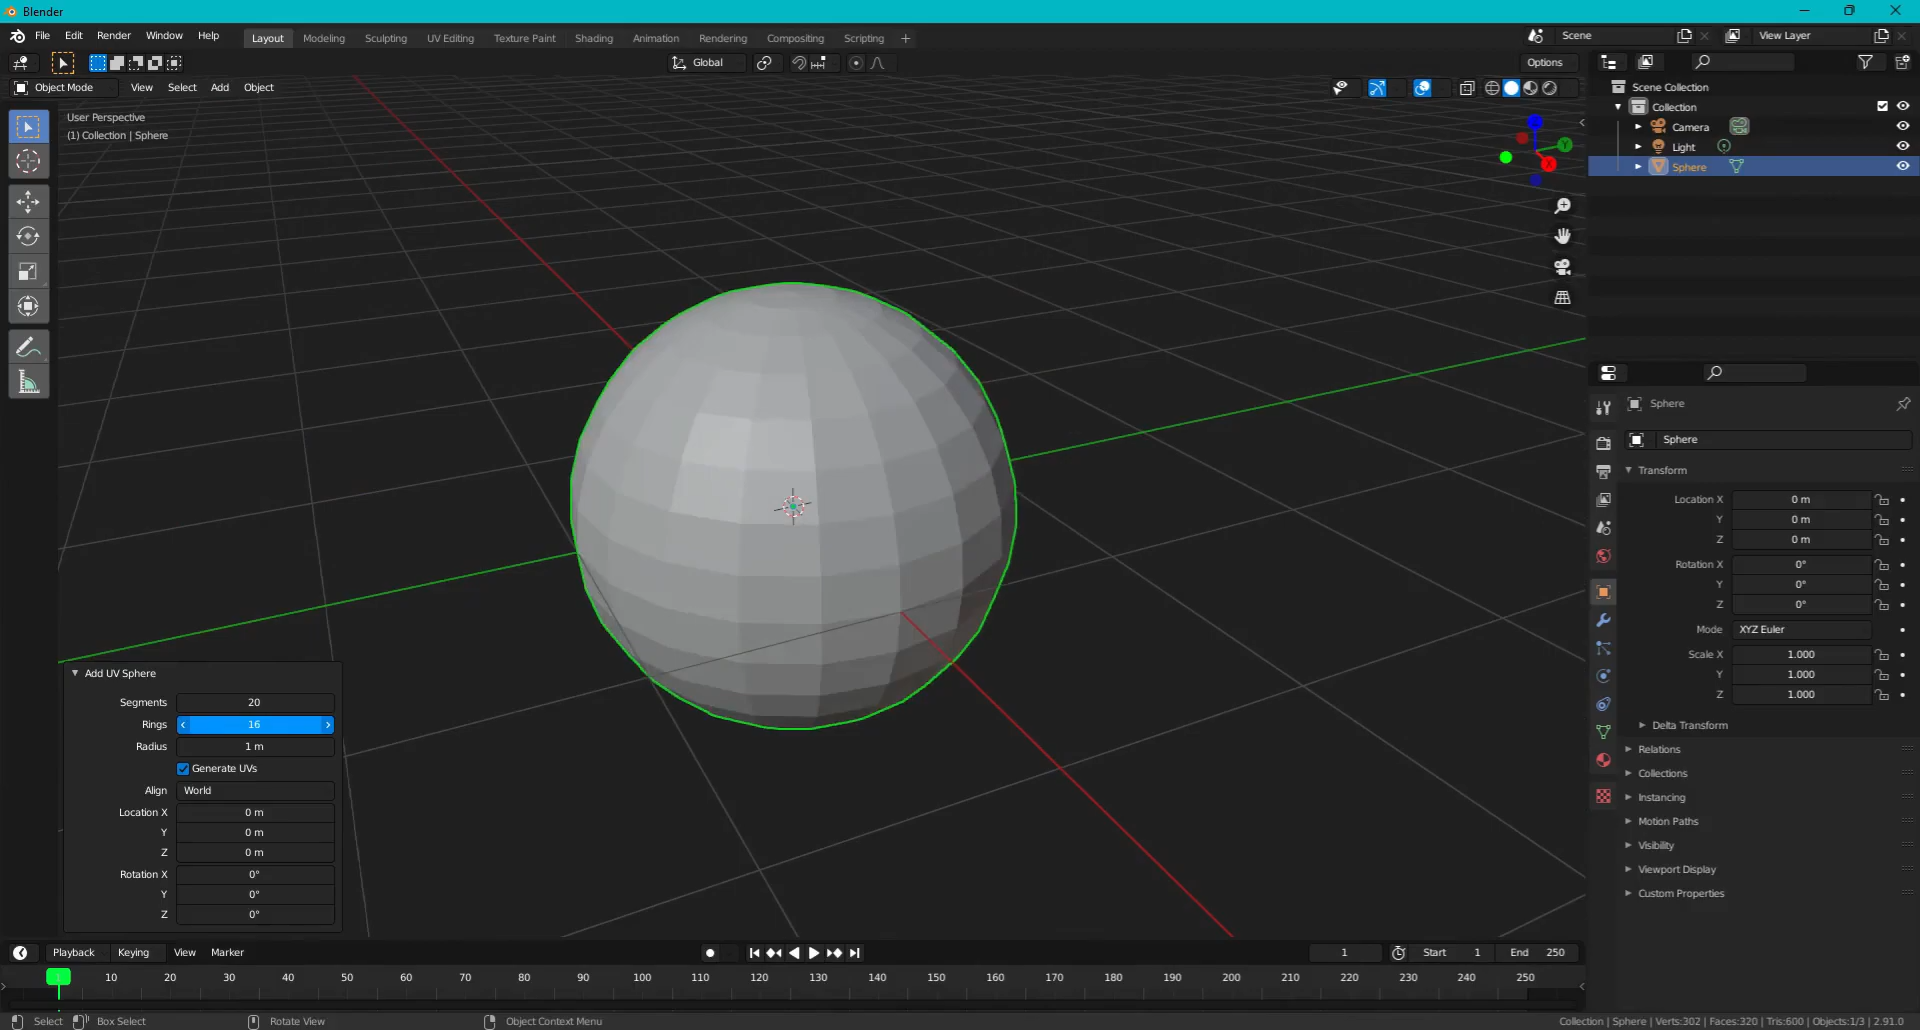 Blender
File Edit Render Window Help
Layout Modeling Sculpting UV Editing Texture Paint Shading Animation Rendering Compositing Scripting +
Scene
View Layer
Global
Options
Object Mode View Select Add Object
User Perspective
(1) Collection | Sphere
Y
X
Scene Collection
Collection
Camera
Light
Sphere
Sphere
Sphere
Transform
Location X 0 m
Y 0 m
Z 0 m
Rotation X 0°
Y 0°
Z 0°
Mode XYZ Euler
Scale X 1.000
Y 1.000
Z 1.000
Delta Transform
Relations
Collections
Instancing
Motion Paths
Visibility
Viewport Display
Custom Properties
Add UV Sphere
Segments 20
Rings 16
Radius 1 m
Generate UVs
Align World
Location X 0 m
Y 0 m
Z 0 m
Rotation X 0°
Y 0°
Z 0°
Playback Keying View Marker
1 Start 1 End 250
1 10 20 30 40 50 60 70 80 90 100 110 120 130 140 150 160 170 180 190 200 210 220 230 240 250
Select Box Select Rotate View Object Context Menu
Collection | Sphere | Verts:302 | Faces:320 | Tris:600 | Objects:1/3 | 2.91.0